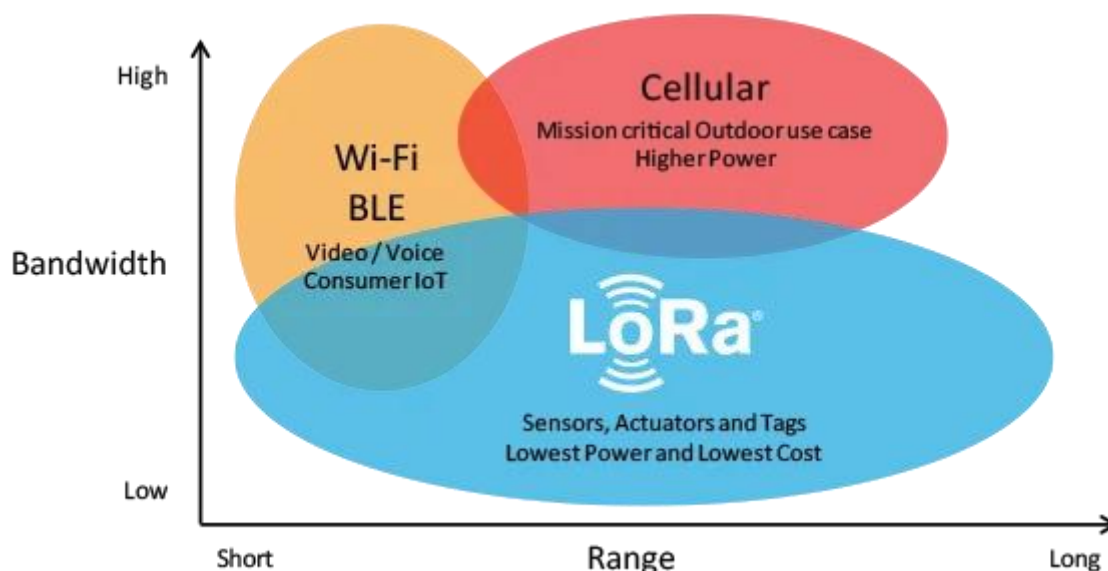 High
Cellular
Mission critical Outdoor use case
Higher Power
Wi-Fi
BLE
Video / Voice
Consumer IoT
Bandwidth
LoRa®
Sensors, Actuators and Tags
Lowest Power and Lowest Cost
Low
Short
Range
Long